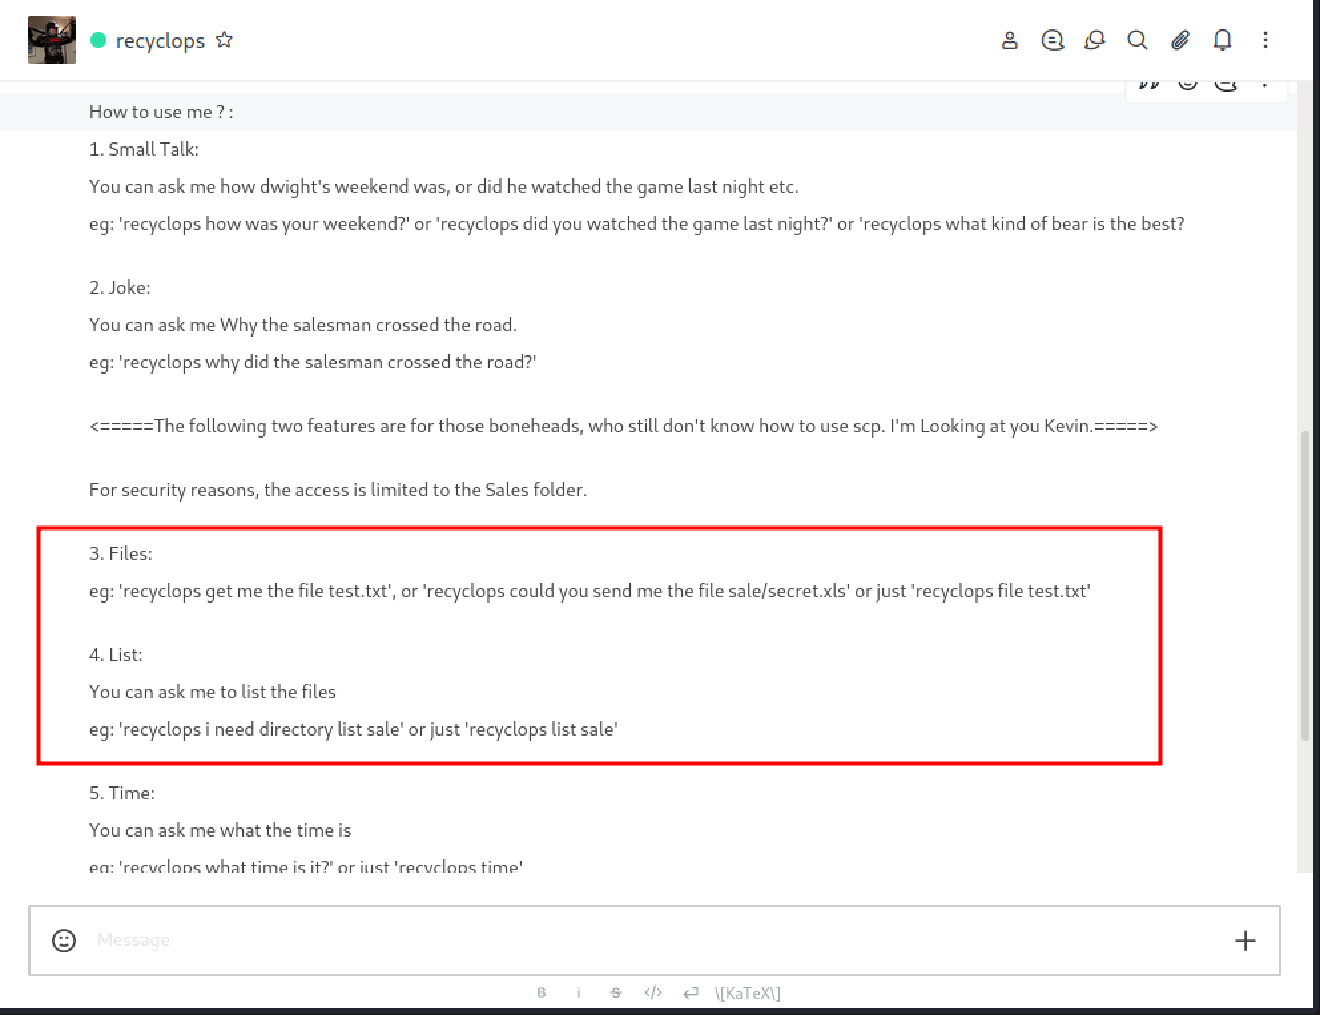 recyclops
How to use me ? :
1. Small Talk:
You can ask me how dwight's weekend was, or did he watched the game last night etc.
eg: 'recyclops how was your weekend?' or 'recyclops did you watched the game last night?' or 'recyclops what kind of bear is the best?
2. Joke:
You can ask me Why the salesman crossed the road.
eg: 'recyclops why did the salesman crossed the road?'
<=====The following two features are for those boneheads, who still don't know how to use scp. I'm Looking at you Kevin.=====>
For security reasons, the access is limited to the Sales folder.
3. Files:
eg: 'recyclops get me the file test.txt', or 'recyclops could you send me the file sale/secret.xls' or just 'recyclops file test.txt'
4. List:
You can ask me to list the files
eg: 'recyclops i need directory list sale' or just 'recyclops list sale'
5. Time:
You can ask me what the time is
eg: 'recyclops what time is it?' or just 'recyclops time'
Message
B i S </> \[KaTeX\]